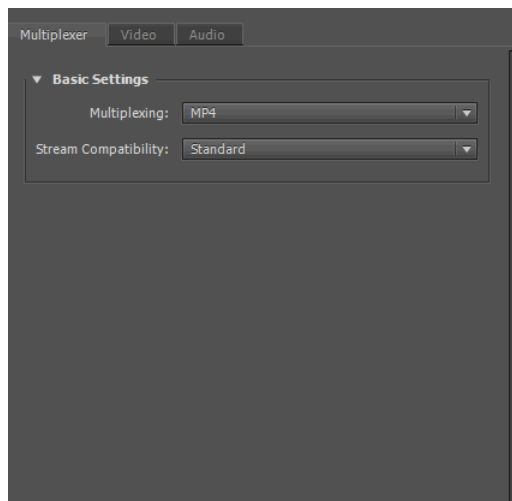 Multiplexer Video Audio
Basic Settings
Multiplexing: MP4
Stream Compatibility: Standard